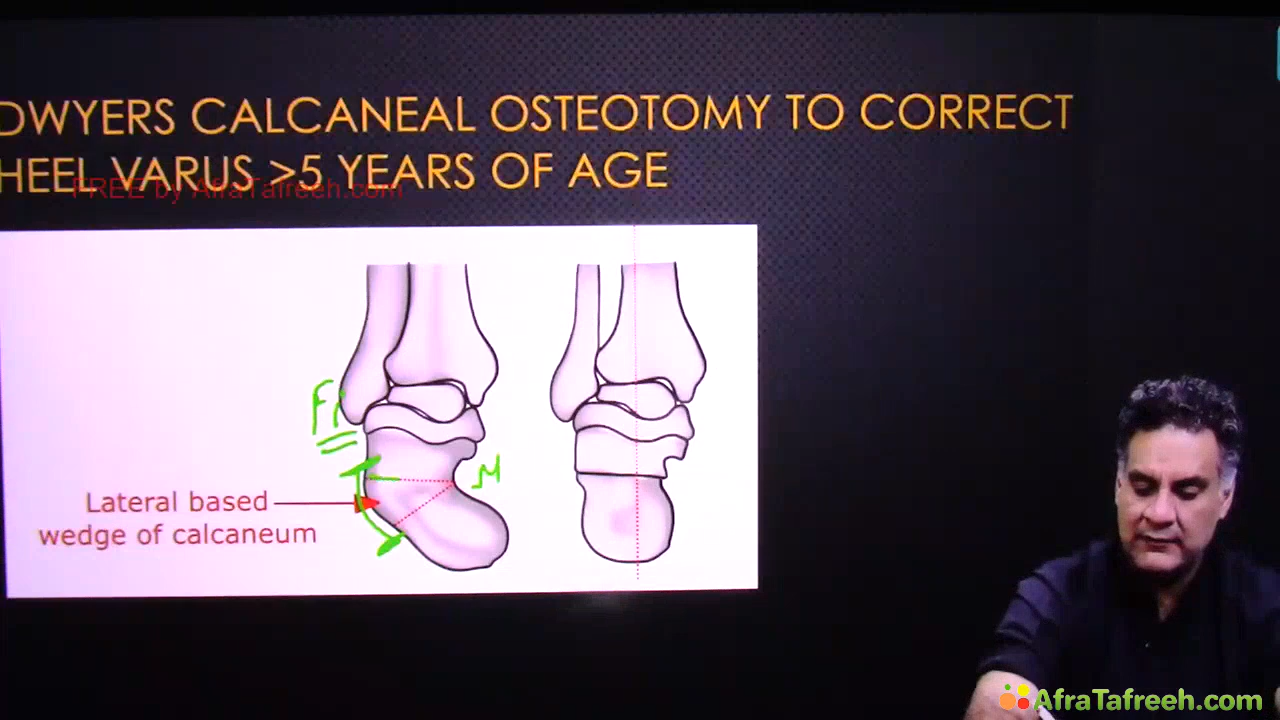 DWYERS CALCANEAL OSTEOTOMY TO CORRECT
HEEL VARUS >5 YEARS OF AGE
FREE by AfraTafreeh.com
Fi
M
Lateral based
wedge of calcaneum
AfraTafreeh.com